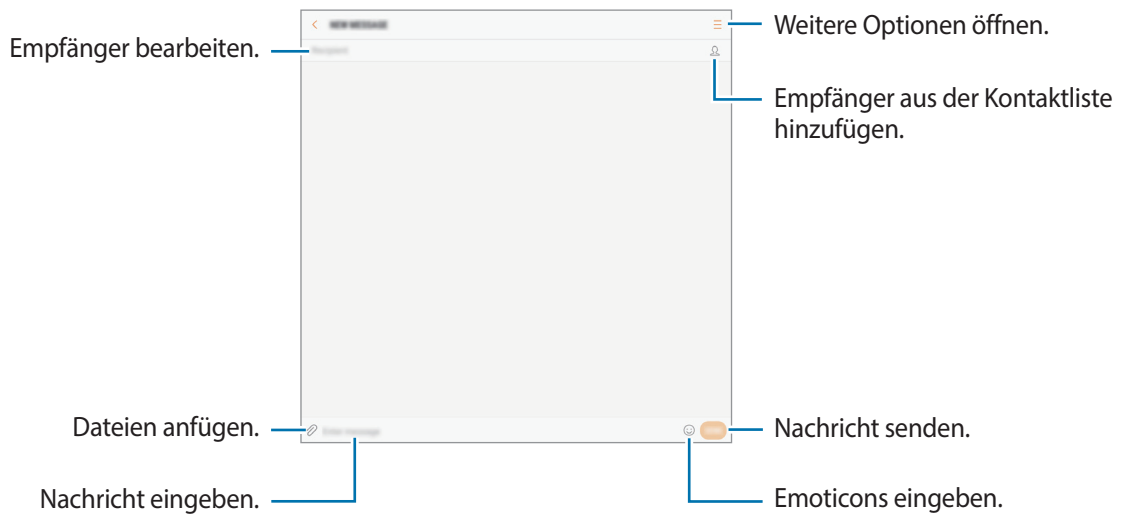 NEW MESSAGE
Weitere Optionen öffnen.
Empfänger bearbeiten.
Recipient
Empfänger aus der Kontaktliste
hinzufügen.
Dateien anfügen.
Enter message
Nachricht senden.
Nachricht eingeben.
Emoticons eingeben.